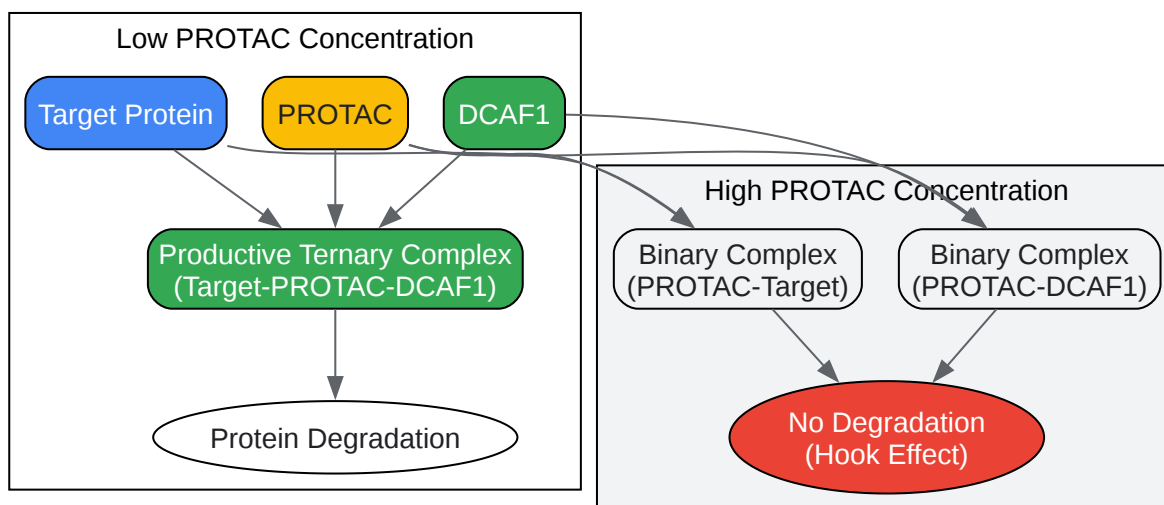 Low PROTAC Concentration
Target Protein
PROTAC
DCAF1
Productive Ternary Complex
(Target-PROTAC-DCAF1)
Protein Degradation
High PROTAC Concentration
Binary Complex
(PROTAC-Target)
Binary Complex
(PROTAC-DCAF1)
No Degradation
(Hook Effect)